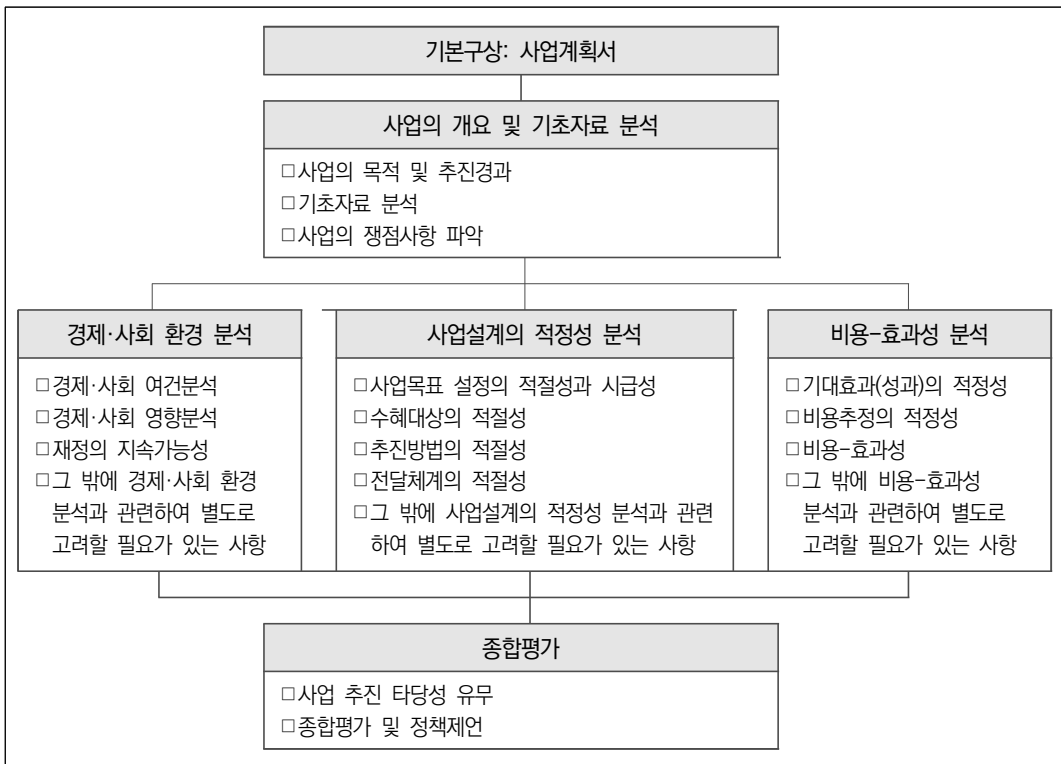 기본구상: 사업계획서
사업의 개요 및 기초자료 분석
□사업의 목적 및 추진경과
□기초자료 분석
□사업의 쟁점사항 파악
경제·사회 환경 분석
□경제·사회 여건분석
□경제·사회 영향분석
□재정의 지속가능성
□그 밖에 경제·사회 환경
분석과 관련하여 별도로
고려할 필요가 있는 사항
사업설계의 적정성 분석
□사업목표 설정의 적절성과 시급성
□수혜대상의 적절성
□추진방법의 적절성
□전달체계의 적절성
□그 밖에 사업설계의 적정성 분석과 관련
하여 별도로 고려할 필요가 있는 사항
비용-효과성 분석
□기대효과(성과)의 적정성
□비용추정의 적정성
□비용-효과성
□그 밖에 비용-효과성
분석과 관련하여 별도로
고려할 필요가 있는 사항
종합평가
□사업 추진 타당성 유무
□종합평가 및 정책제언